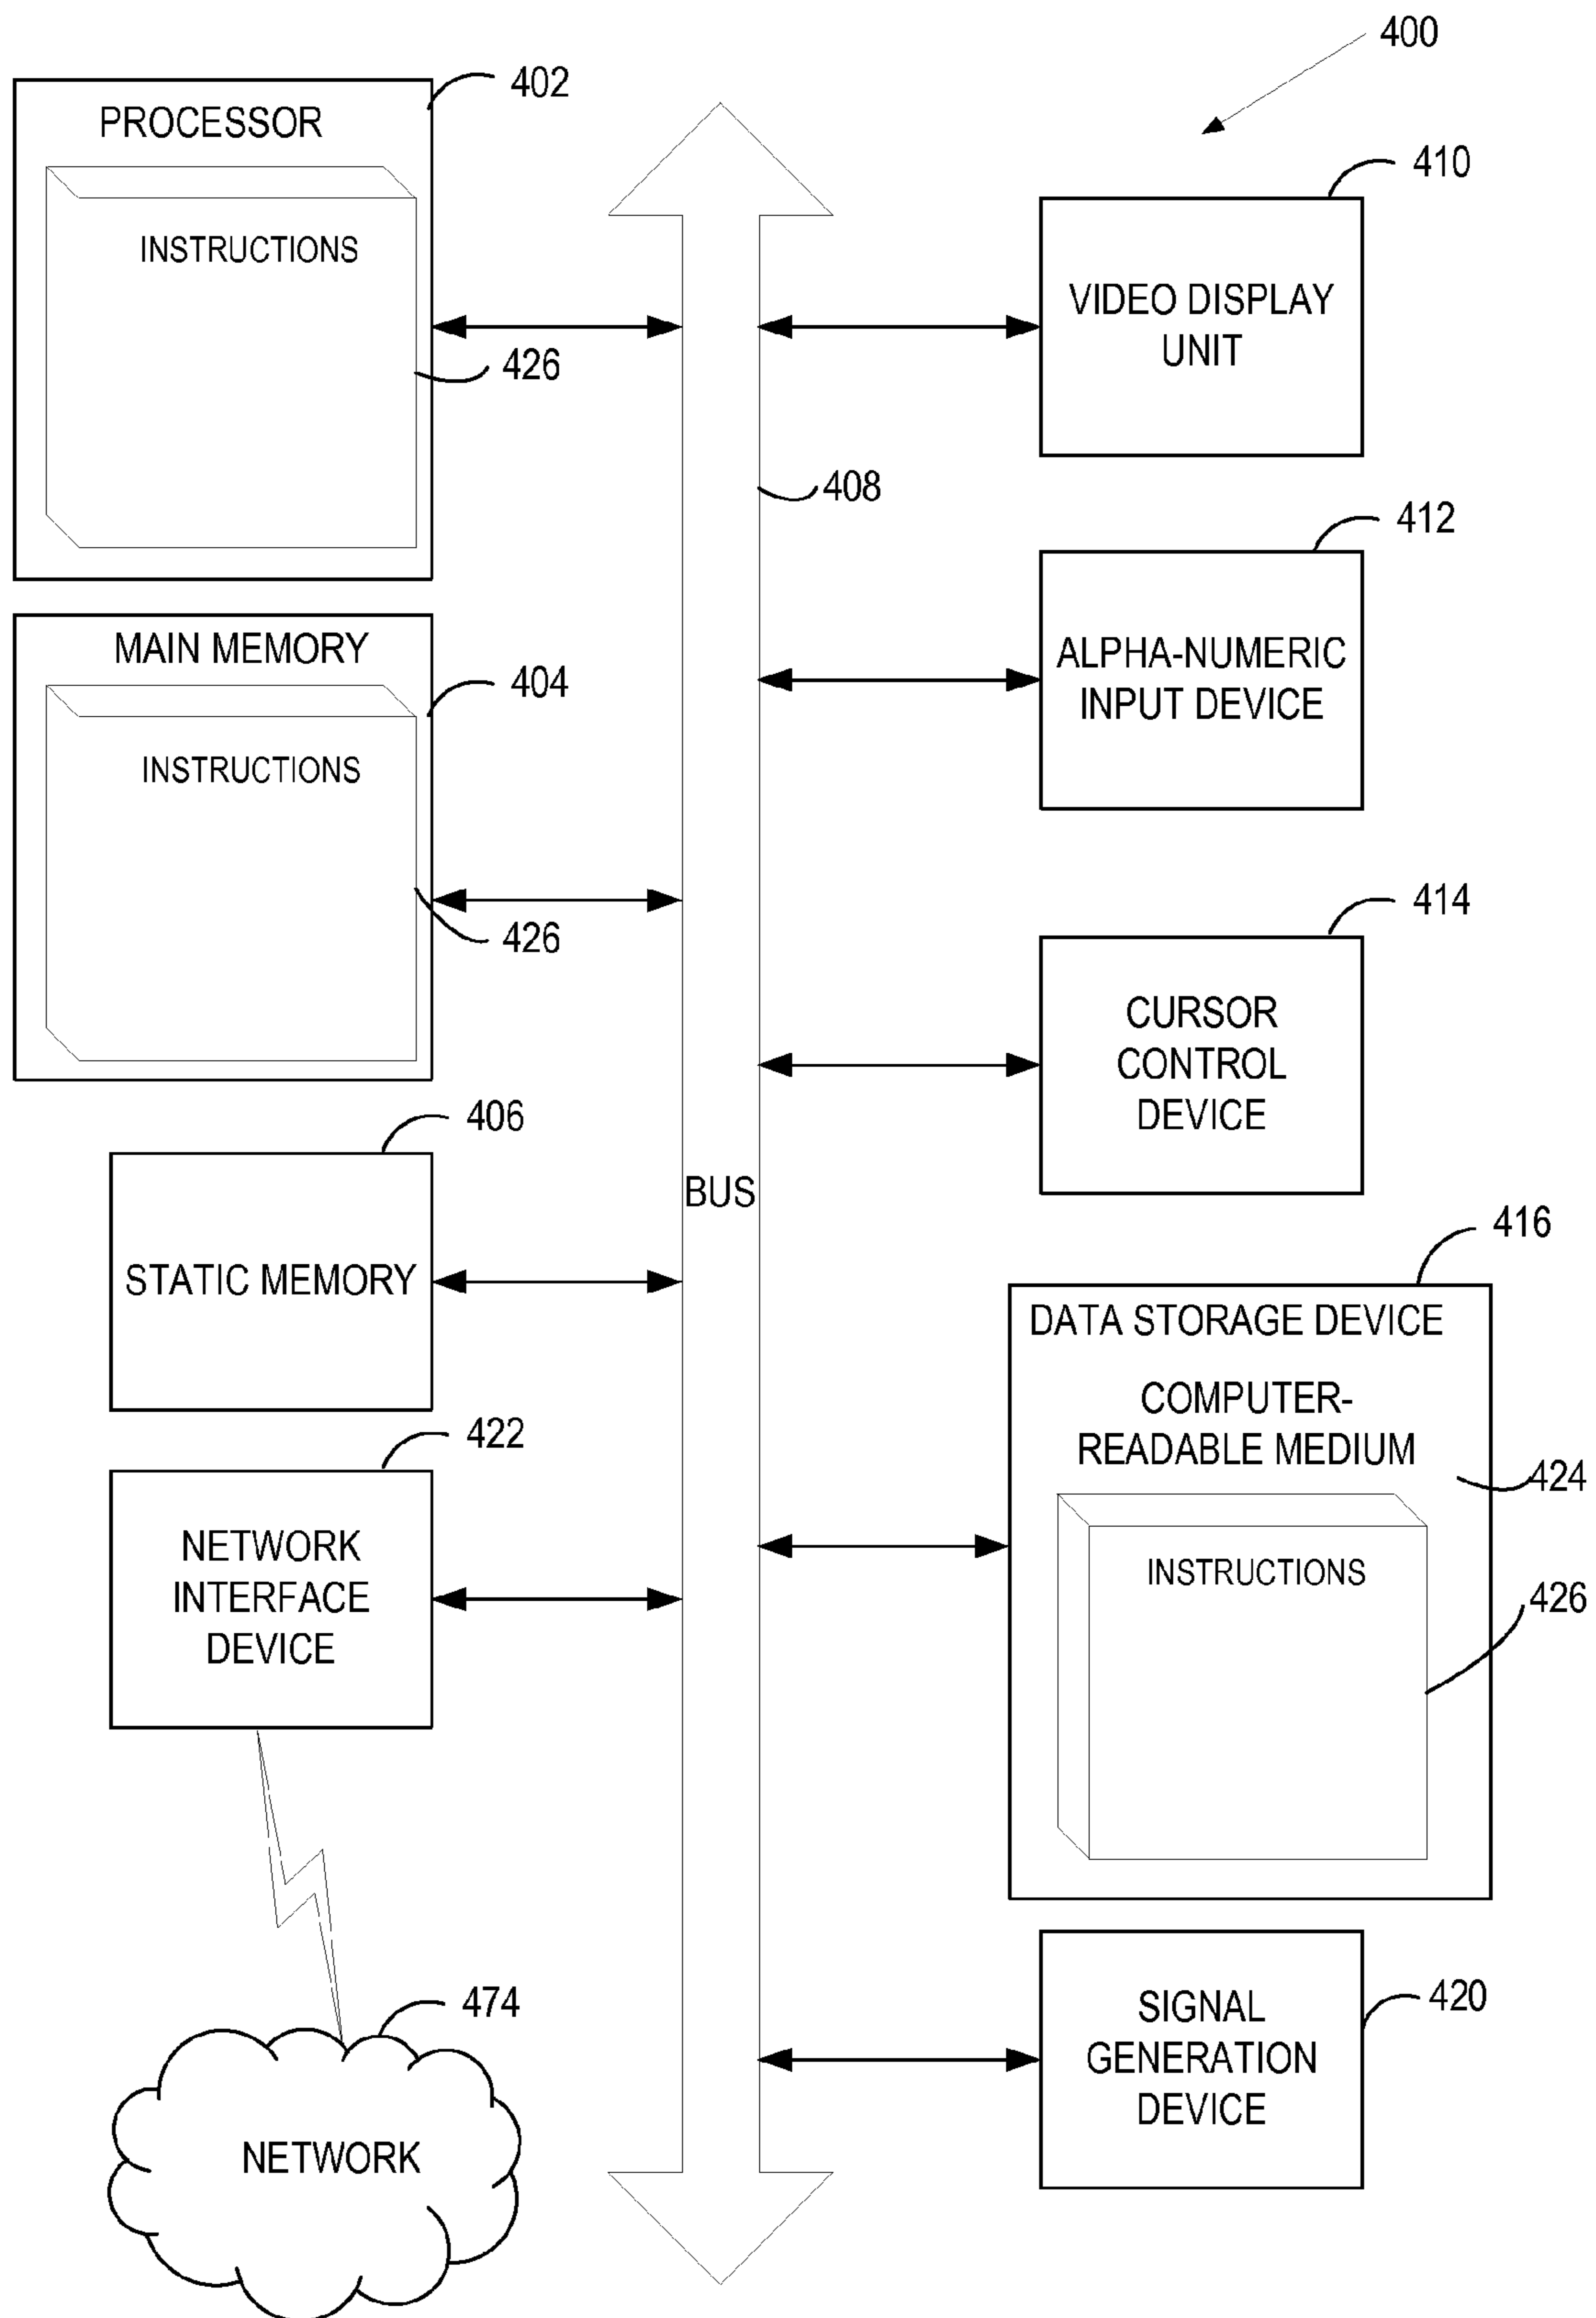 400
402
PROCESSOR
INSTRUCTIONS
426
MAIN MEMORY
404
INSTRUCTIONS
426
406
STATIC MEMORY
422
NETWORK
INTERFACE
DEVICE
474
NETWORK
408
BUS
410
VIDEO DISPLAY
UNIT
412
ALPHA-NUMERIC
INPUT DEVICE
414
CURSOR
CONTROL
DEVICE
416
DATA STORAGE DEVICE
COMPUTER-
READABLE MEDIUM
424
INSTRUCTIONS
426
SIGNAL
GENERATION
DEVICE
420